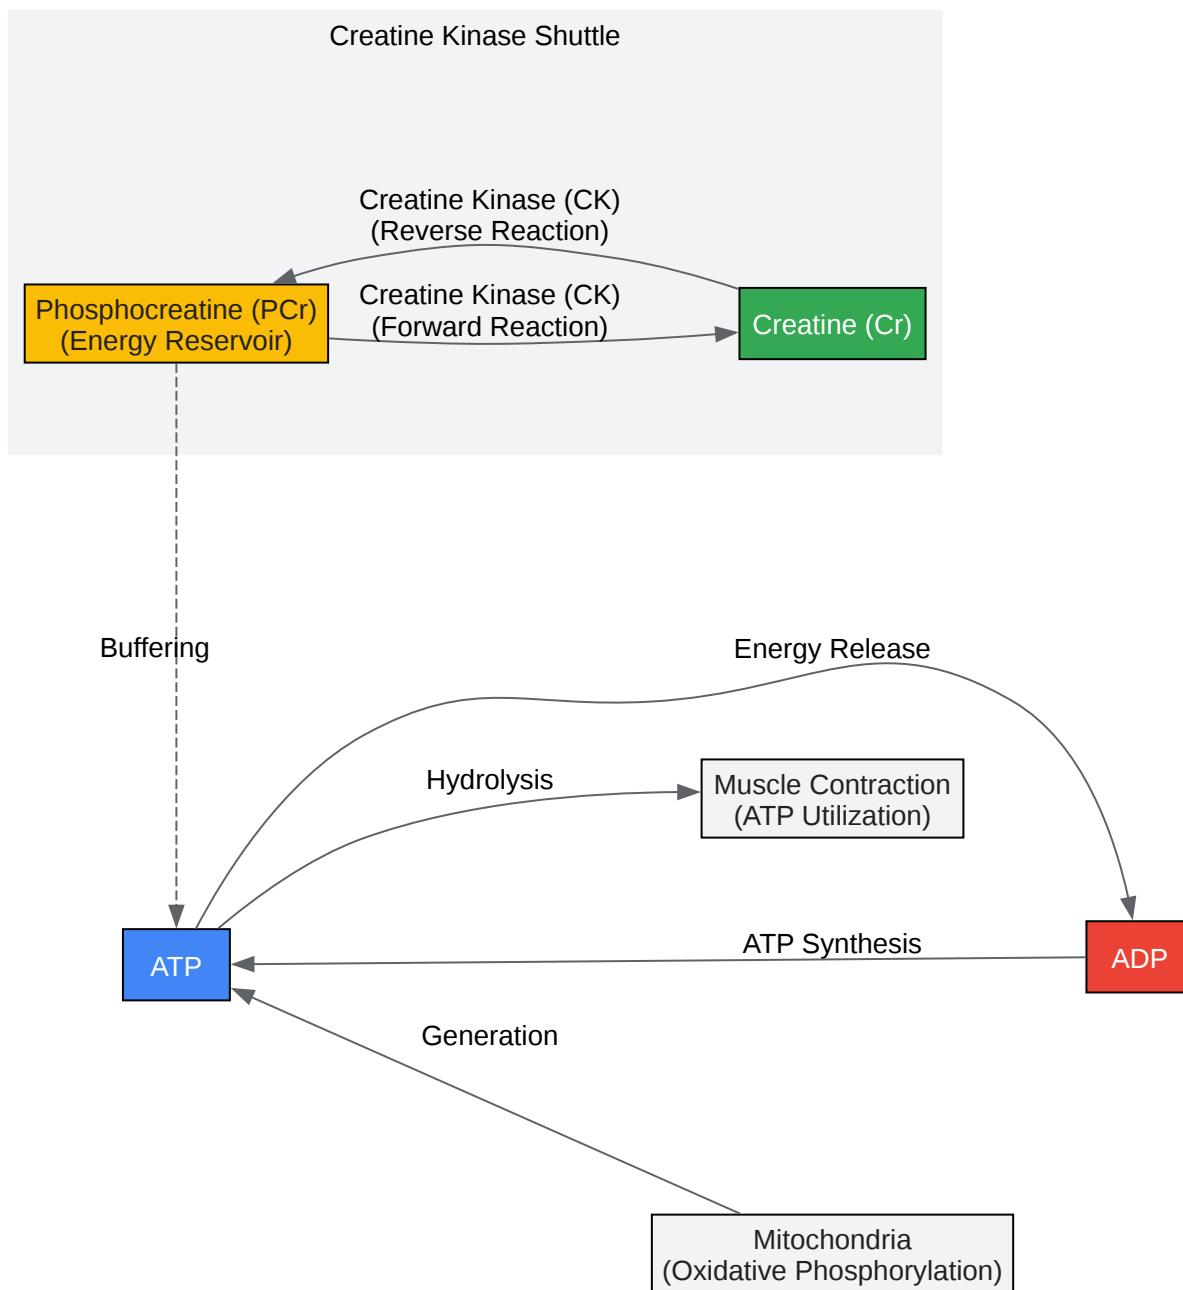 Creatine Kinase Shuttle
Creatine Kinase (CK)
(Reverse Reaction)
Phosphocreatine (PCr)
(Energy Reservoir)
Creatine Kinase (CK)
(Forward Reaction)
Creatine (Cr)
Buffering
Energy Release
Hydrolysis
Muscle Contraction
(ATP Utilization)
ATP
ATP Synthesis
ADP
Generation
Mitochondria
(Oxidative Phosphorylation)